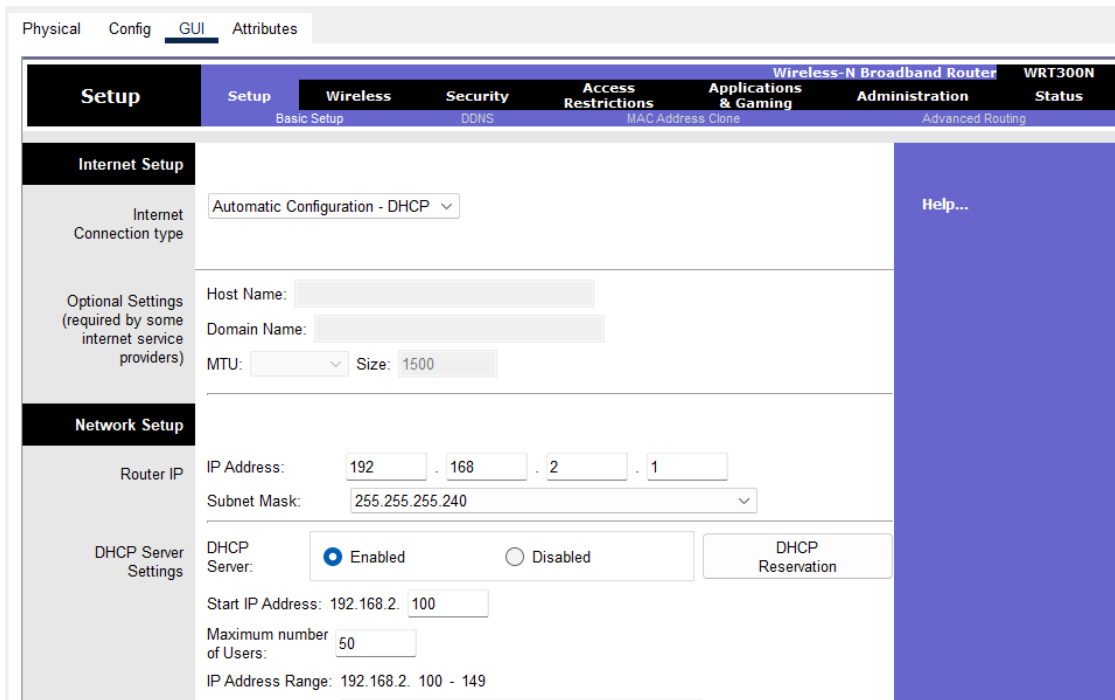 Physical Config GUI Attributes
Wireless-N Broadband Router WRT300N
Setup Setup Wireless Security Access Restrictions Applications & Gaming Administration Status
Basic Setup DDNS MAC Address Clone Advanced Routing
Internet Setup
Internet Connection type
Automatic Configuration - DHCP
Help...
Optional Settings (required by some internet service providers)
Host Name:
Domain Name:
MTU: Size: 1500
Network Setup
Router IP
IP Address: 192 . 168 . 2 . 1
Subnet Mask: 255.255.255.240
DHCP Server Settings
DHCP Server: Enabled Disabled DHCP Reservation
Start IP Address: 192.168.2. 100
Maximum number of Users: 50
IP Address Range: 192.168.2. 100 - 149